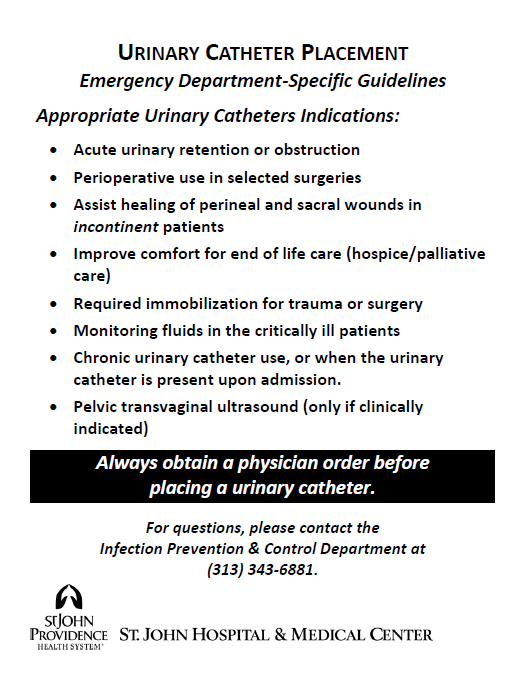 URINARY CATHETER PLACEMENT
Emergency Department-Specific Guidelines
Appropriate Urinary Catheters Indications:
• Acute urinary retention or obstruction
• Perioperative use in selected surgeries
• Assist healing of perineal and sacral wounds in
incontinent patients
• Improve comfort for end of life care (hospice/palliative
care)
• Required immobilization for trauma or surgery
• Monitoring fluids in the critically ill patients
• Chronic urinary catheter use, or when the urinary
catheter is present upon admission.
• Pelvic transvaginal ultrasound (only if clinically
indicated)
Always obtain a physician order before
placing a urinary catheter.
For questions, please contact the
Infection Prevention & Control Department at
(313) 343-6881.
ST JOHN
PROVIDENCE
HEALTH SYSTEM
ST. JOHN HOSPITAL & MEDICAL CENTER